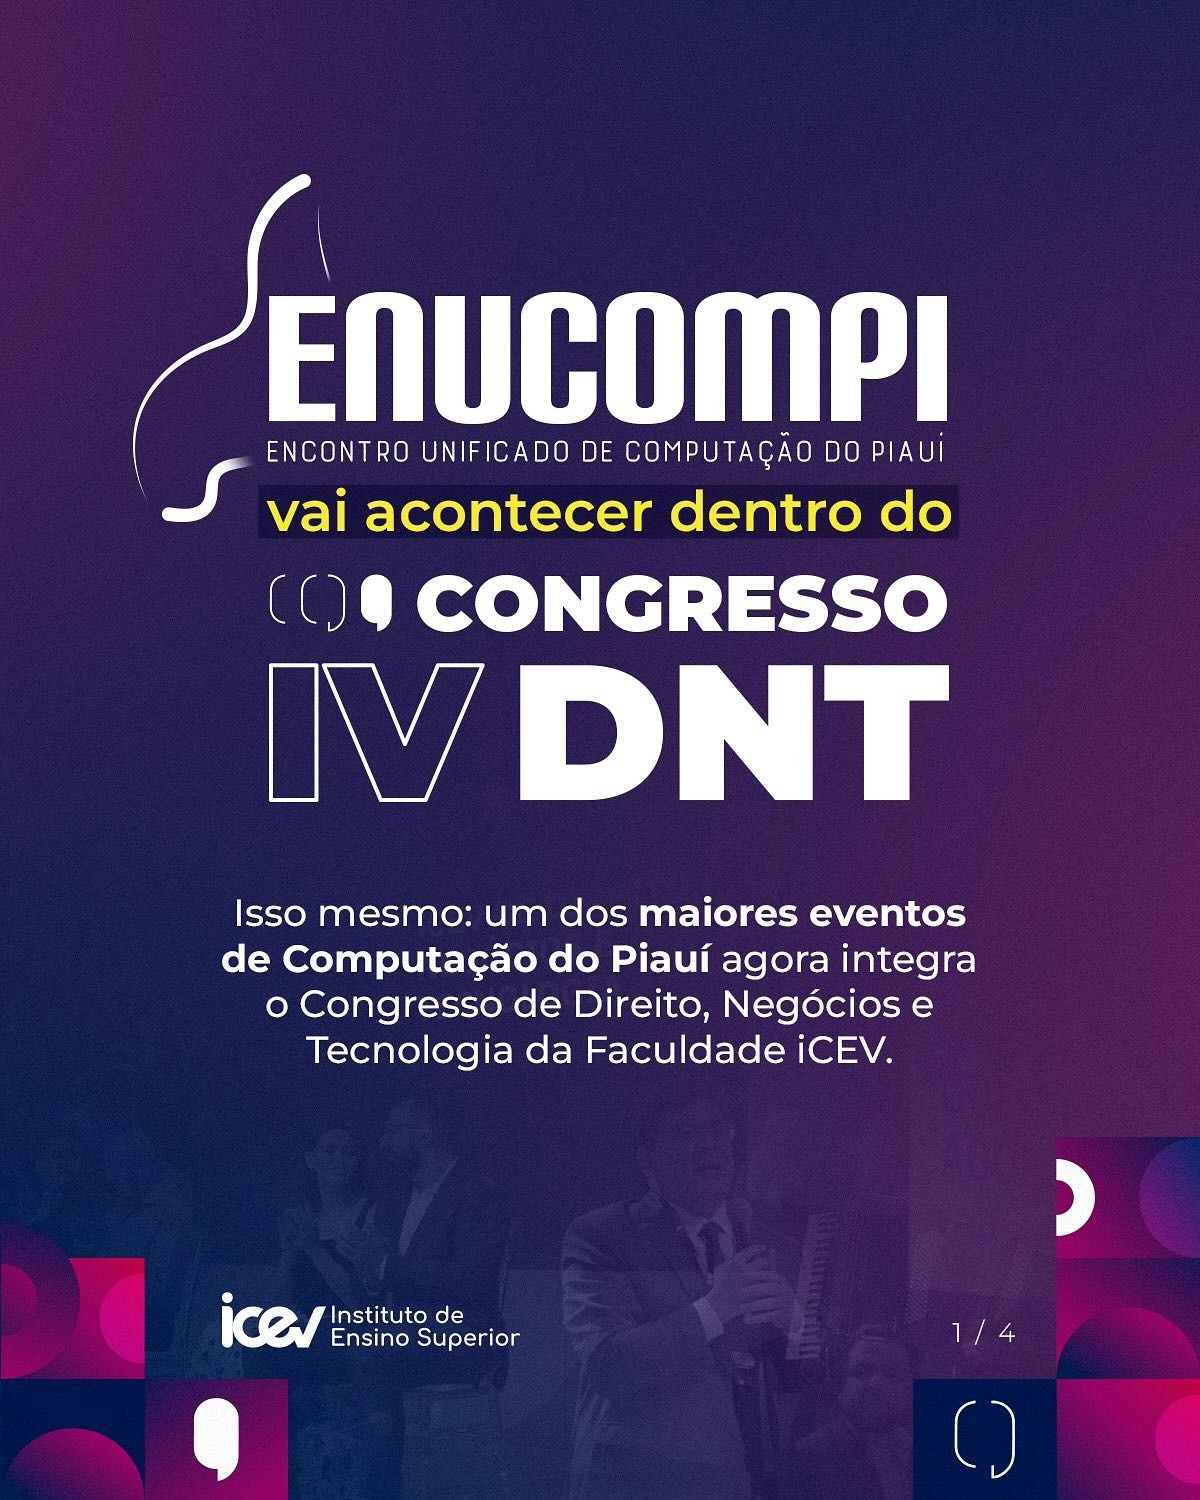 ENUCOMPI
ENCONTRO UNIFICADO DE COMPUTAÇÃO DO PIAUÍ
vai acontecer dentro do
CONGRESSO
IV DNT
Isso mesmo: um dos maiores eventos
de Computação do Piauí agora integra
o Congresso de Direito, Negócios e
Tecnologia da Faculdade iCEV.
icev Instituto de
Ensino Superior
1 / 4